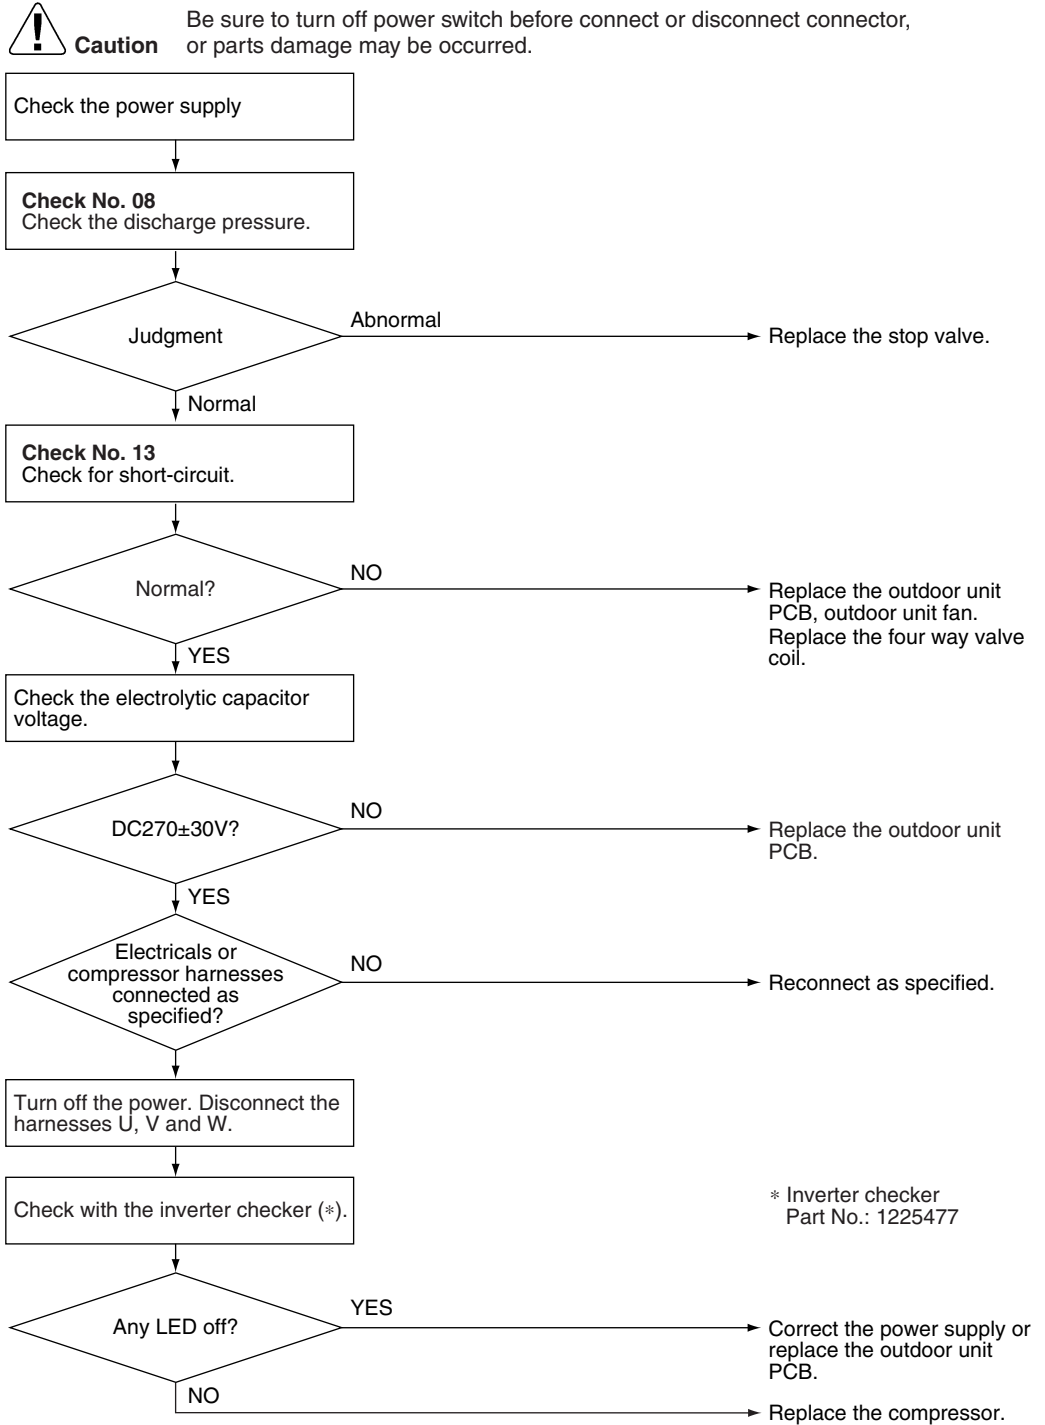 Caution
Be sure to turn off power switch before connect or disconnect connector,
or parts damage may be occurred.
Check the power supply
Check No. 08
Check the discharge pressure.
Judgment
Abnormal
Replace the stop valve.
Normal
Check No. 13
Check for short-circuit.
Normal?
NO
Replace the outdoor unit
PCB, outdoor unit fan.
Replace the four way valve
coil.
YES
Check the electrolytic capacitor
voltage.
DC270±30V?
NO
Replace the outdoor unit
PCB.
YES
Electricals or
compressor harnesses
connected as
specified?
NO
Reconnect as specified.
Turn off the power. Disconnect the
harnesses U, V and W.
Check with the inverter checker (*).
* Inverter checker
Part No.: 1225477
Any LED off?
YES
Correct the power supply or
replace the outdoor unit
PCB.
NO
Replace the compressor.